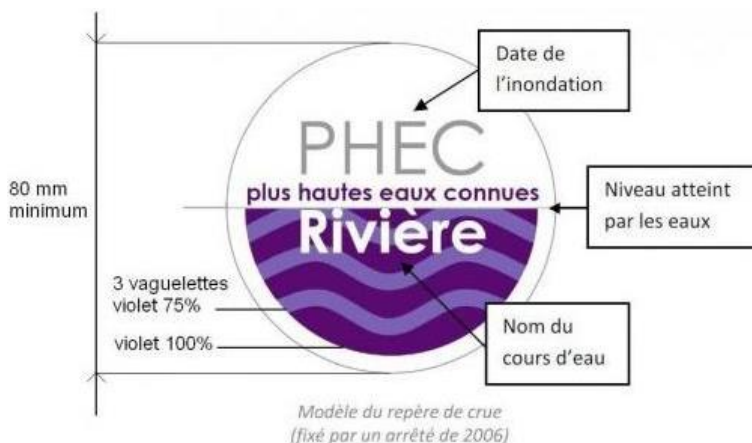 Date de
l'inondation
PHEC
plus hautes eaux connues
Rivière
80 mm
minimum
Niveau atteint
par les eaux
3 vaguelettes
violet 75%
violet 100%
Nom du
cours d'eau
Modèle du repère de crue
(fixé par un arrêté de 2006)